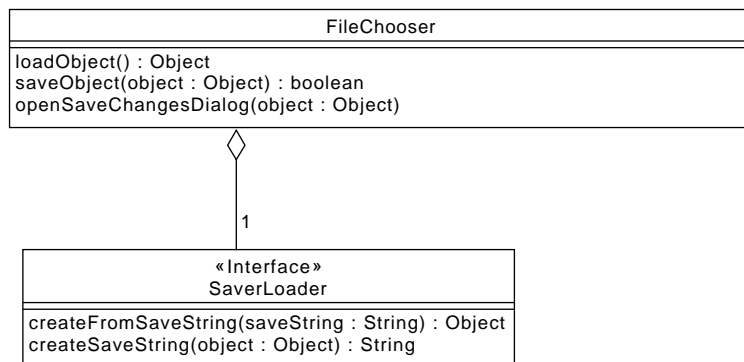 FileChooser
loadObject() : Object
saveObject(object : Object) : boolean
openSaveChangesDialog(object : Object)
1
«Interface»
SaverLoader
createFromSaveString(saveString : String) : Object
createSaveString(object : Object) : String